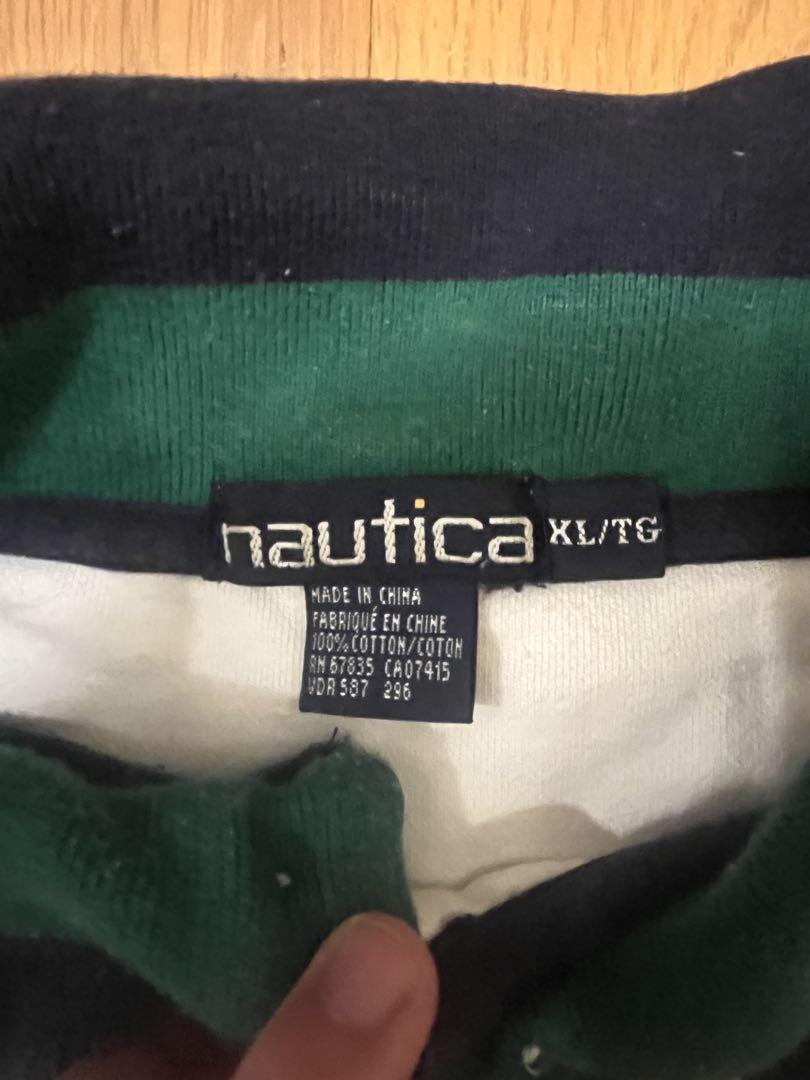 nautica
XL/TG
MADE IN CHINA
FABRIQUÉ EN CHINE
100% COTTON/COTON
RN 67835 CA07415
VDR 587 296